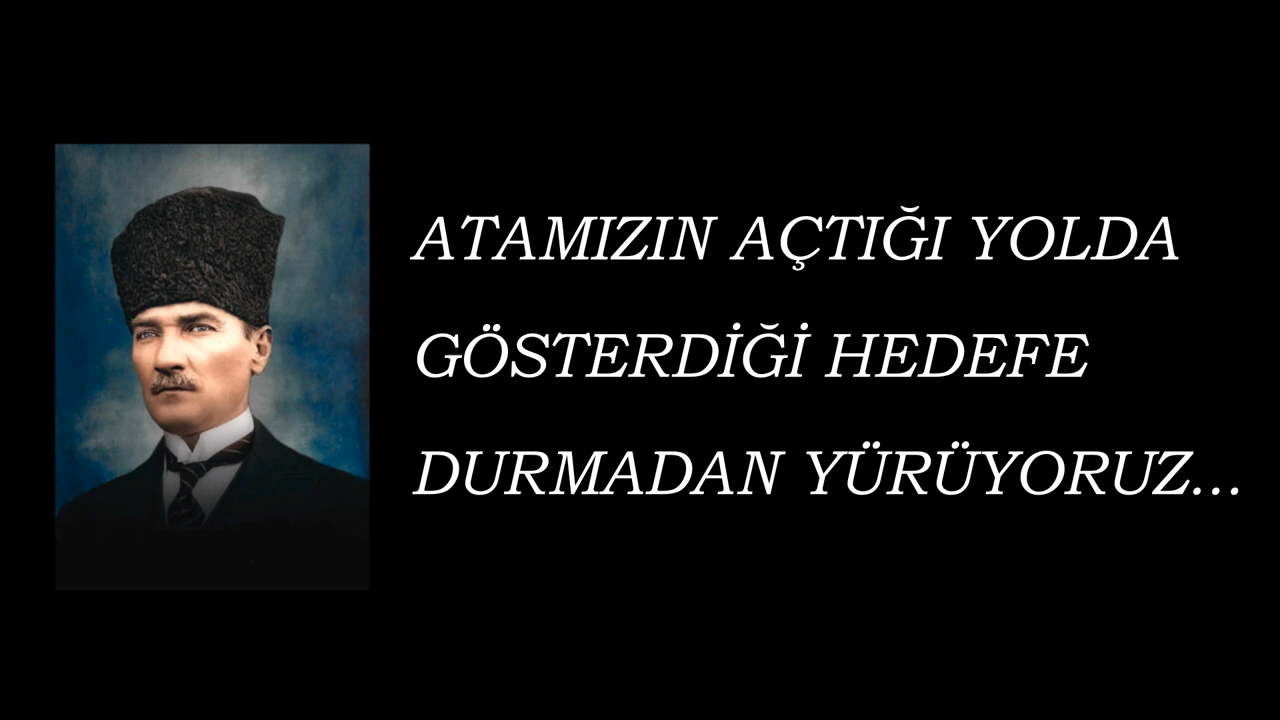 ATAMIZIN AÇTIĞI YOLDA
GÖSTERDİĞİ HEDEFE
DURMADAN YÜRÜYORUZ...